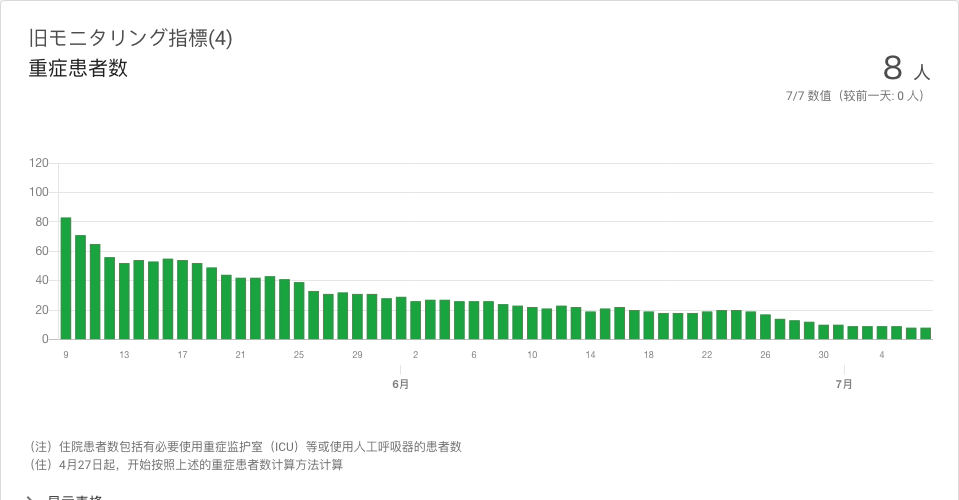 旧モニタリング指標(4)
重症患者数
8 人
7/7 数值（较前一天: 0 人）
120
100
80
60
40
20
0
9 13 17 21 25 29 2 6 10 14 18 22 26 30 4
6月 7月
（注）住院患者数包括有必要使用重症监护室（ICU）等或使用人工呼吸器的患者数
（住）4月27日起，开始按照上述的重症患者数计算方法计算